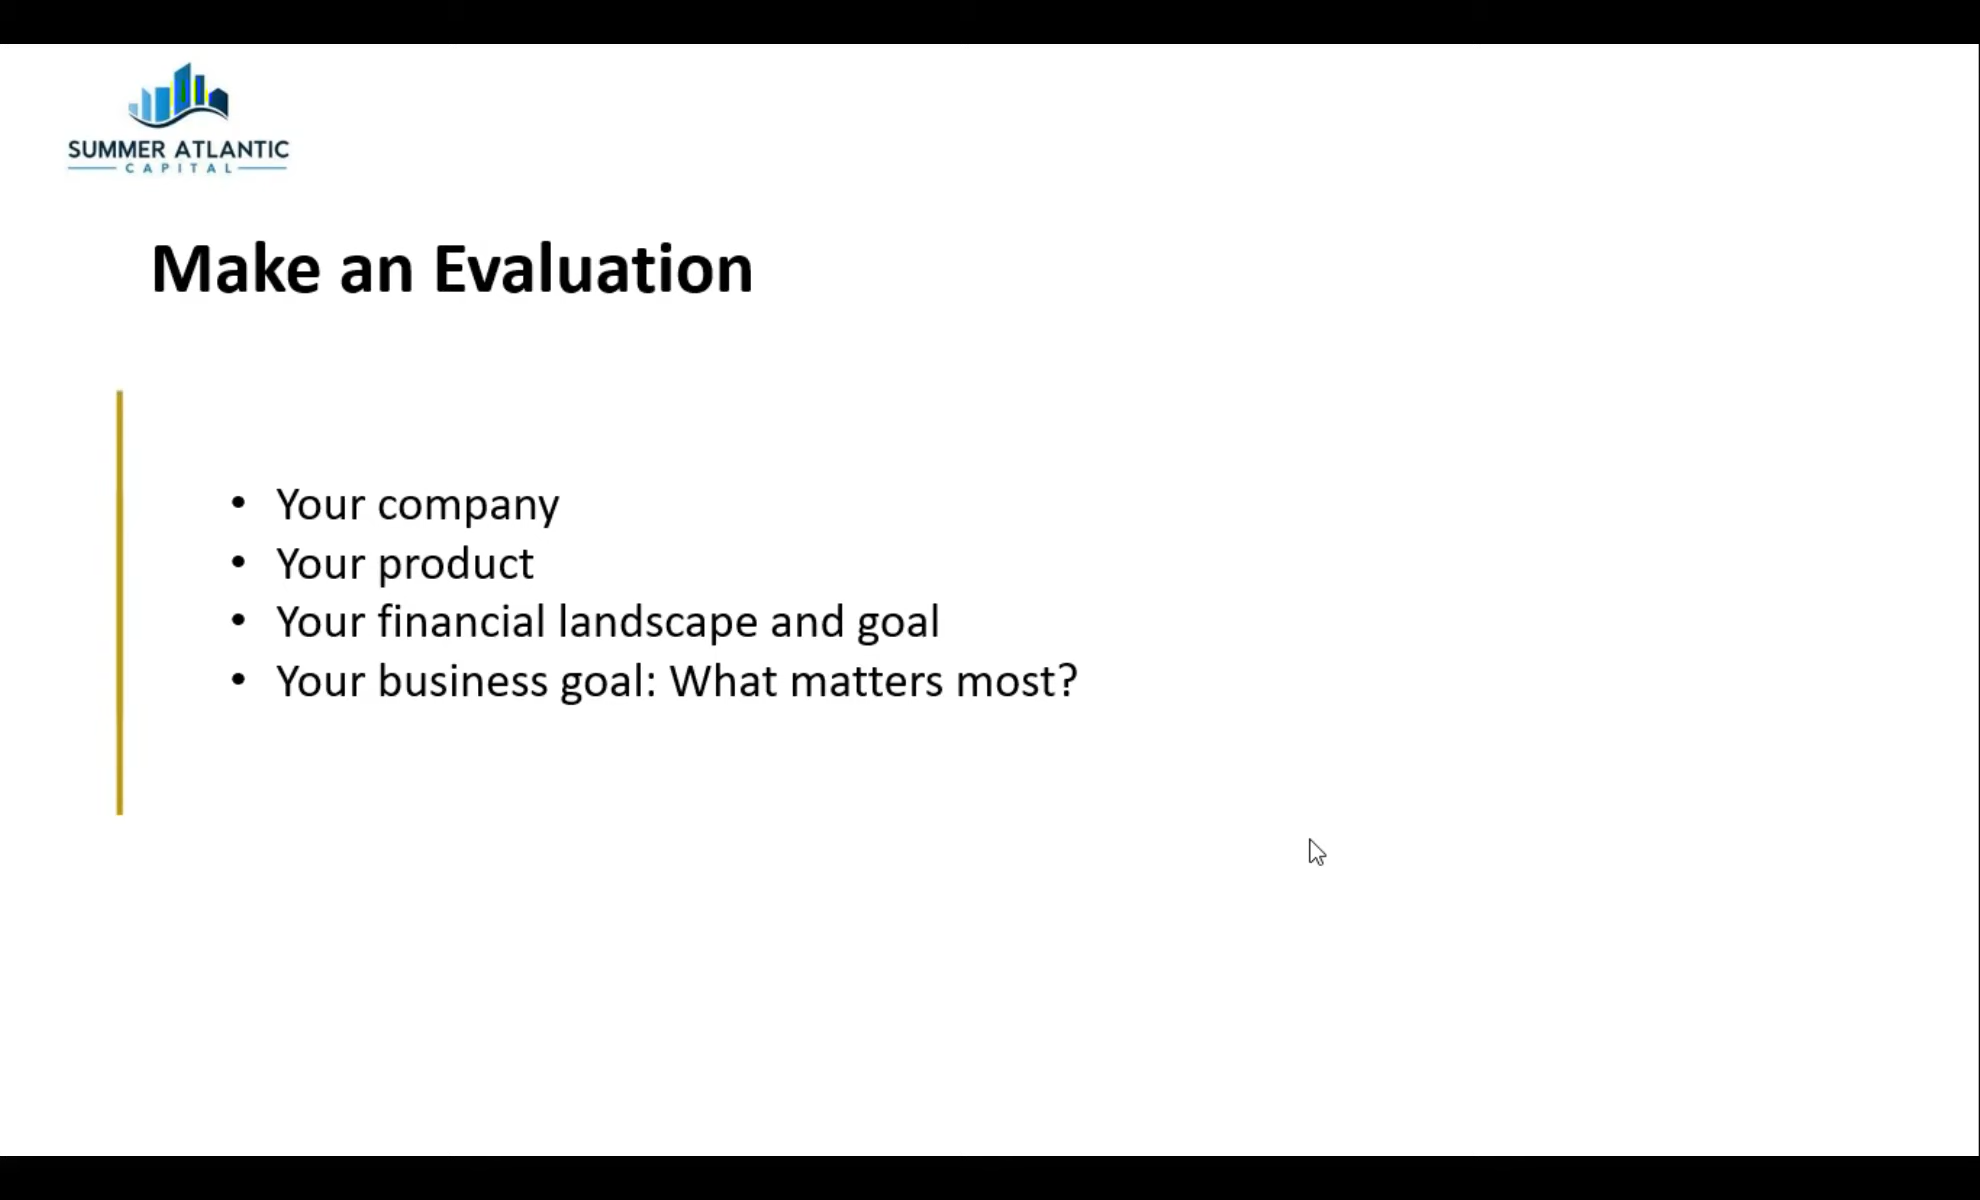 SUMMER ATLANTIC
CAPITAL
Make an Evaluation
• Your company
• Your product
• Your financial landscape and goal
• Your business goal: What matters most?